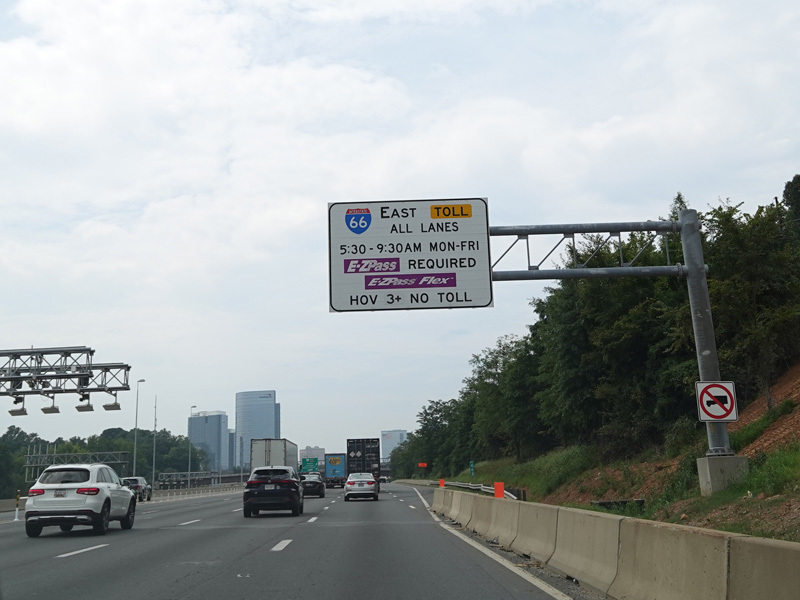 INTERSTATE
66
EAST TOLL
ALL LANES
5:30 - 9:30AM MON-FRI
E-ZPass REQUIRED
E-ZPass Flex
HOV 3+ NO TOLL